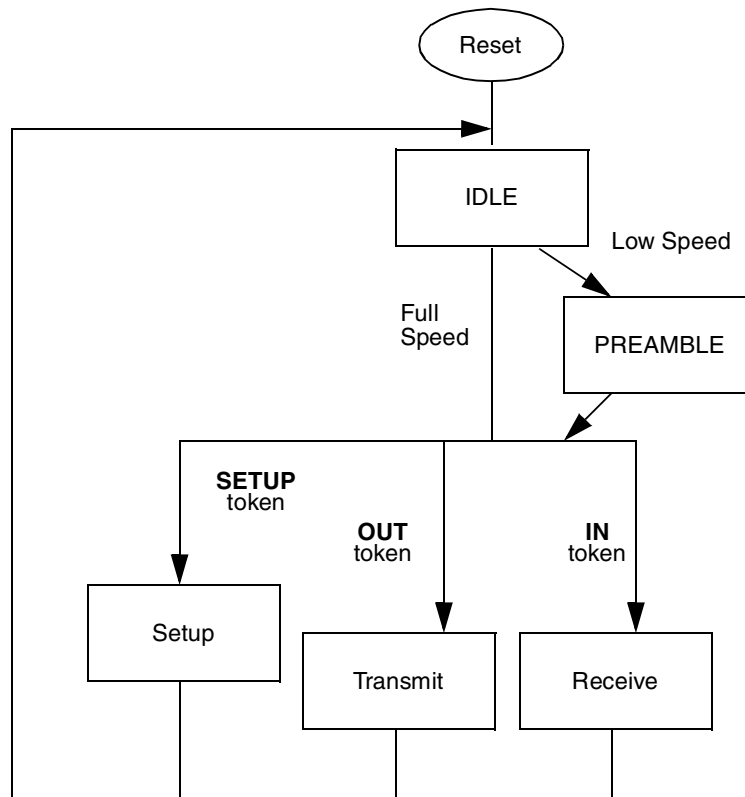 Reset
IDLE
Low Speed
Full
Speed
PREAMBLE
SETUP
token
OUT
token
IN
token
Setup
Transmit
Receive